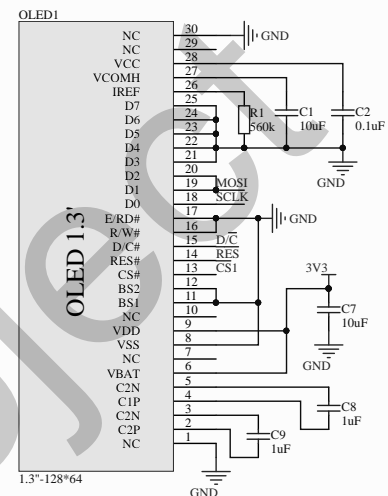 OLED1
NC 30
NC 29
VCC 28
VCOMH 27
IREF 26
D7 25
D6 24
D5 23
D4 22
D3 21
D2 20
D1 19 MOSI
D0 18 SCLK
E/RD# 17
R/W# 16
D/C# 15 D/C
RES# 14 RES
CS# 13 CS1
BS2 12
BS1 11
NC 10
VDD 9
VSS 8
NC 7
VBAT 6
C2N 5
C1P 4
C2N 3
C2P 2
NC 1
OLED 1.3'
1.3"-128*64
GND
R1
560k
C1
10uF
C2
0.1uF
GND
GND
3V3
C7
10uF
GND
C8
1uF
C9
1uF
GND